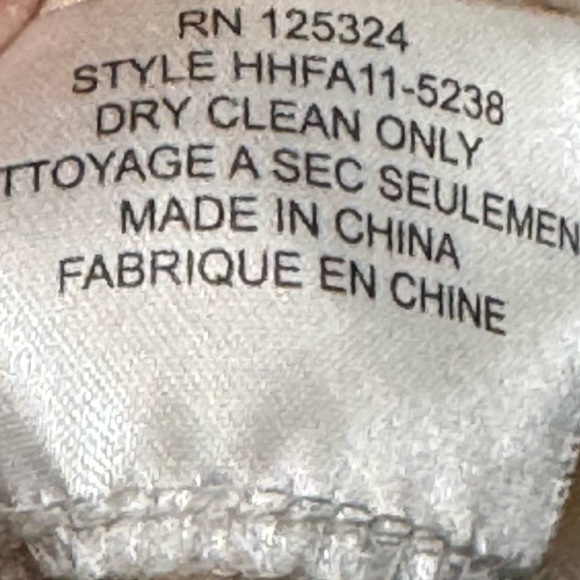 RN 125324
STYLE HHFA11-5238
DRY CLEAN ONLY
TTOYAGE A SEC SEULEMEN
MADE IN CHINA
FABRIQUE EN CHINE